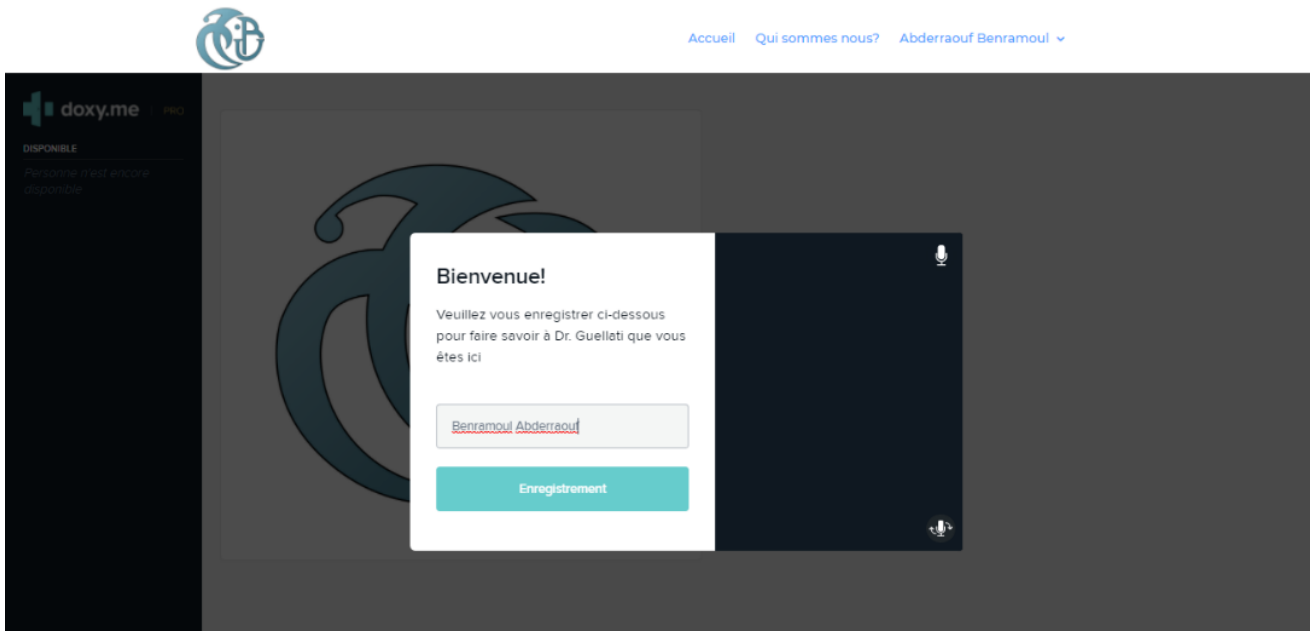 Accueil Qui sommes nous? Abderraouf Benramoul
doxy.me PRO
DISPONIBLE
Personne n'est encore
disponible
Bienvenue!
Veuillez vous enregistrer ci-dessous
pour faire savoir à Dr. Guellati que vous
êtes ici
Benramoul Abderraouf
Enregistrement